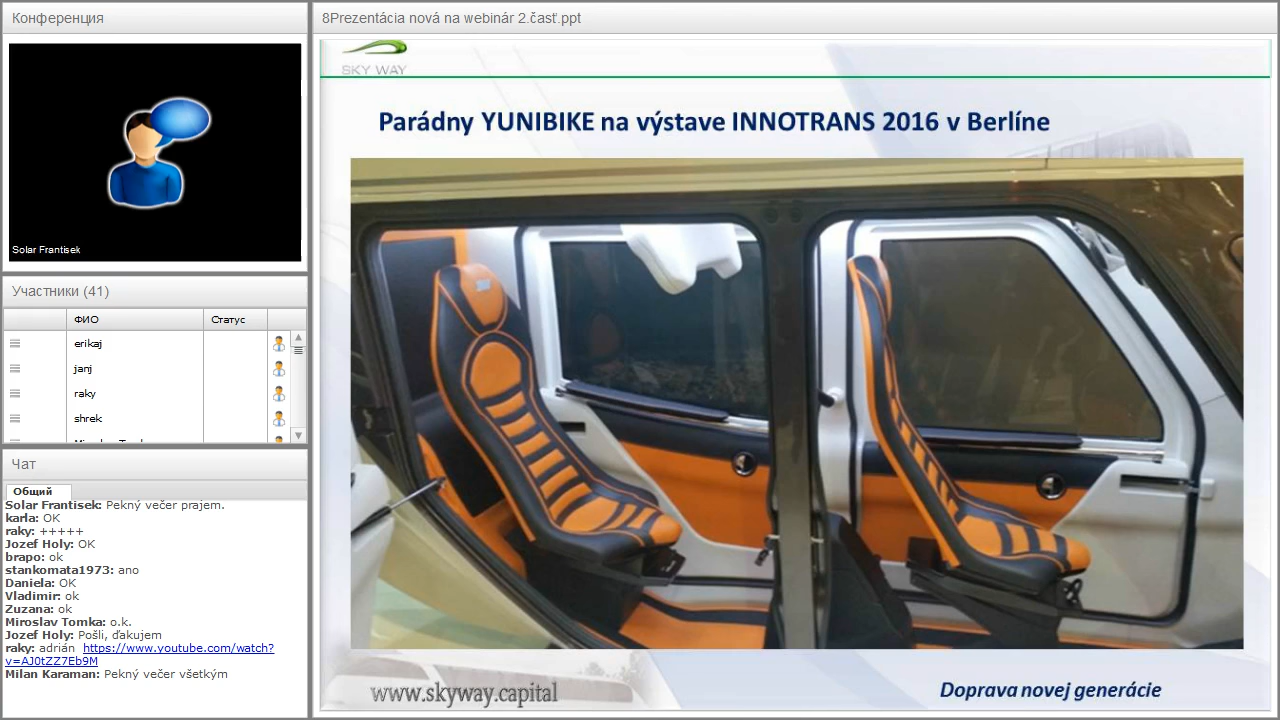 Конференция
Solar Frantisek
Участники (41)
ФИО
Статус
erikaj
janj
raky
shrek
Чат
Общий
Solar Frantisek: Pekný večer prajem.
karla: OK
raky: +++++
Jozef Holy: OK
brapo: ok
stankomata1973: ano
Daniela: OK
Vladimir: ok
Zuzana: ok
Miroslav Tomka: o.k.
Jozef Holy: Pošli, ďakujem
raky: adrián https://www.youtube.com/watch?
v=AJ0tZZ7Eb9M
Milan Karaman: Pekný večer všetkým
8Prezentácia nová na webinár 2.časť.ppt
SKY WAY
Parádny YUNIBIKE na výstave INNOTRANS 2016 v Berlíne
www.skyway.capital
Doprava novej generácie